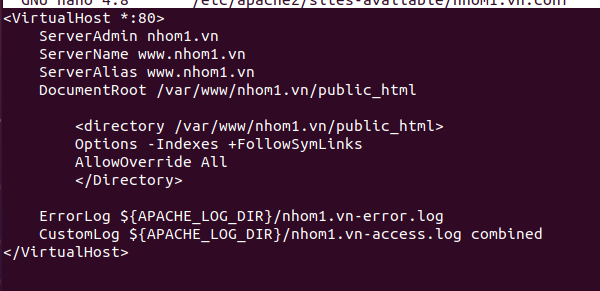 GNU nano 4.8 /etc/apache2/sites-available/nhom1.vn.conf
<VirtualHost *:80>
ServerAdmin nhom1.vn
ServerName www.nhom1.vn
ServerAlias www.nhom1.vn
DocumentRoot /var/www/nhom1.vn/public_html
<directory /var/www/nhom1.vn/public_html>
Options -Indexes +FollowSymLinks
AllowOverride All
</Directory>
ErrorLog ${APACHE_LOG_DIR}/nhom1.vn-error.log
CustomLog ${APACHE_LOG_DIR}/nhom1.vn-access.log combined
</VirtualHost>